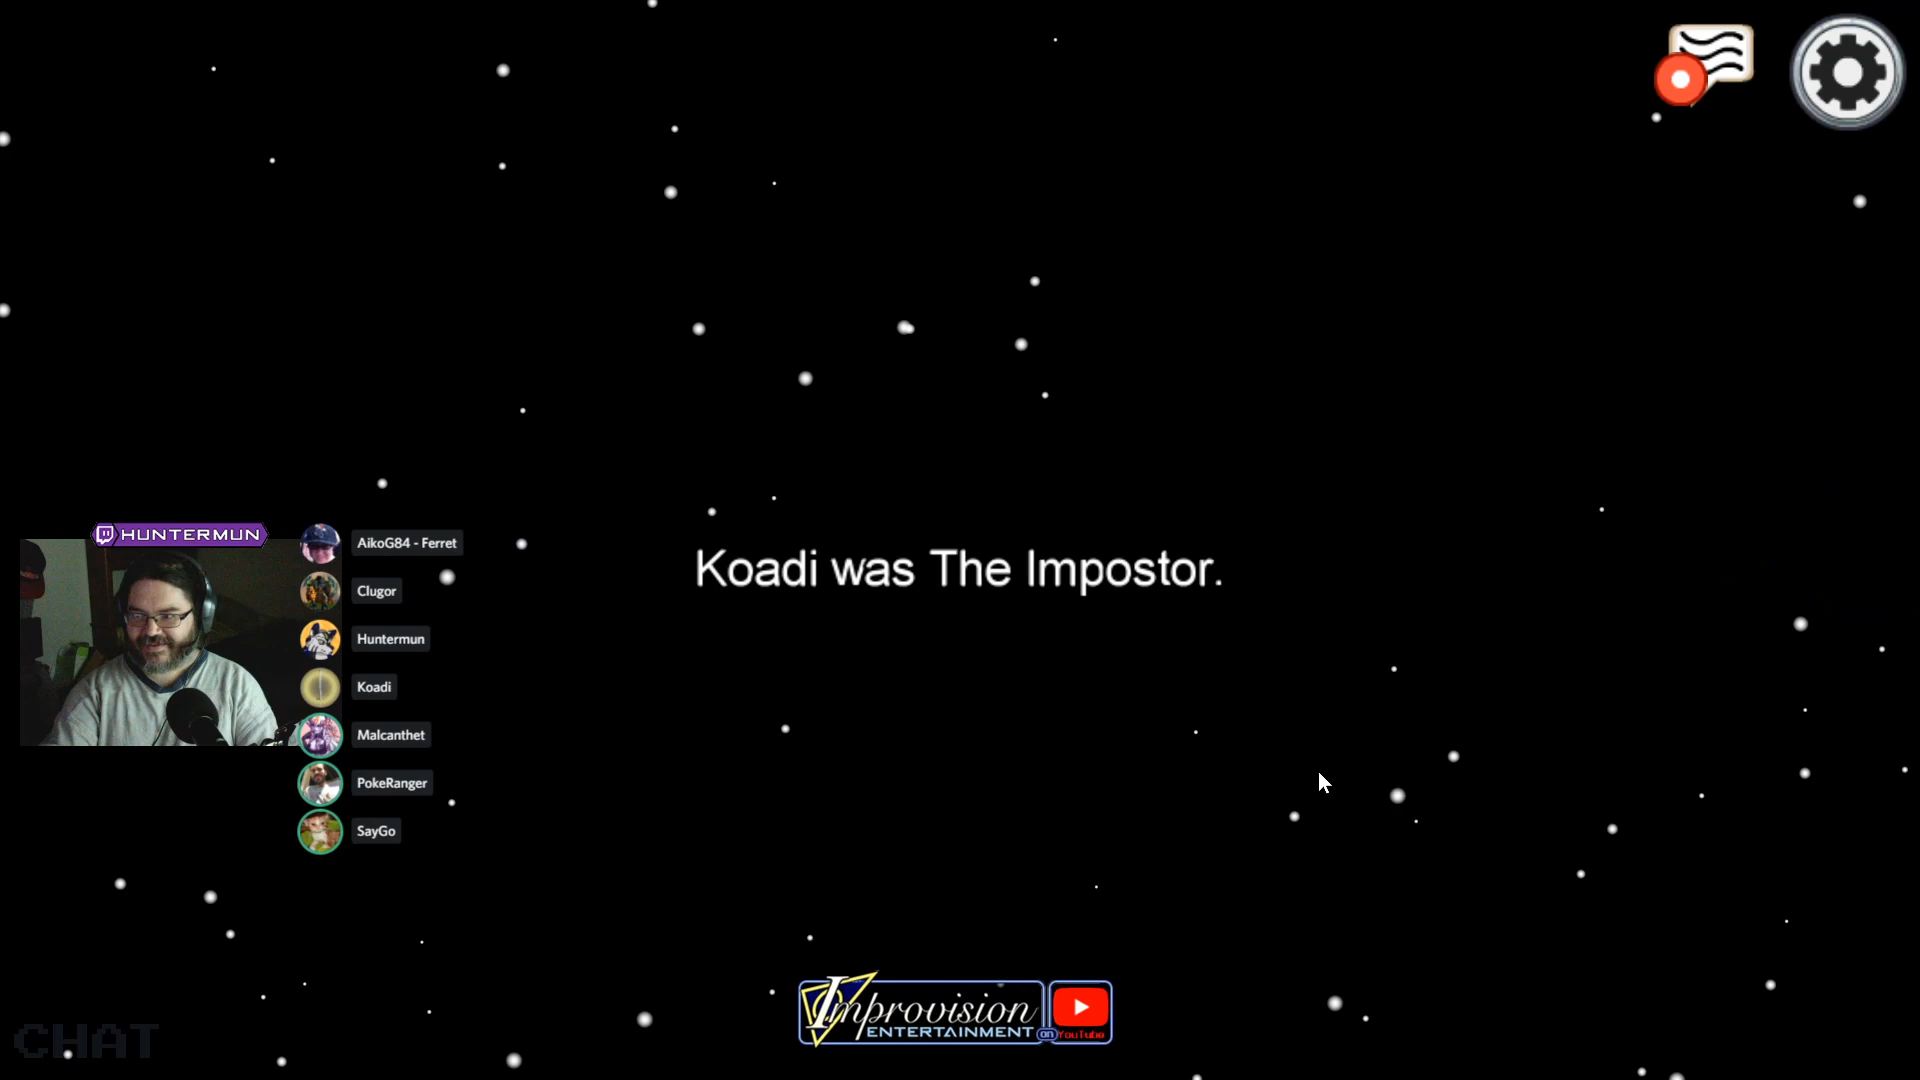 HUNTERMUN
AikoG84 - Ferret
Clugor
Huntermun
Koadi
Malcanthet
PokeRanger
SayGo
Koadi was The Impostor.
Improvision
ENTERTAINMENT
on YouTube
CHAT